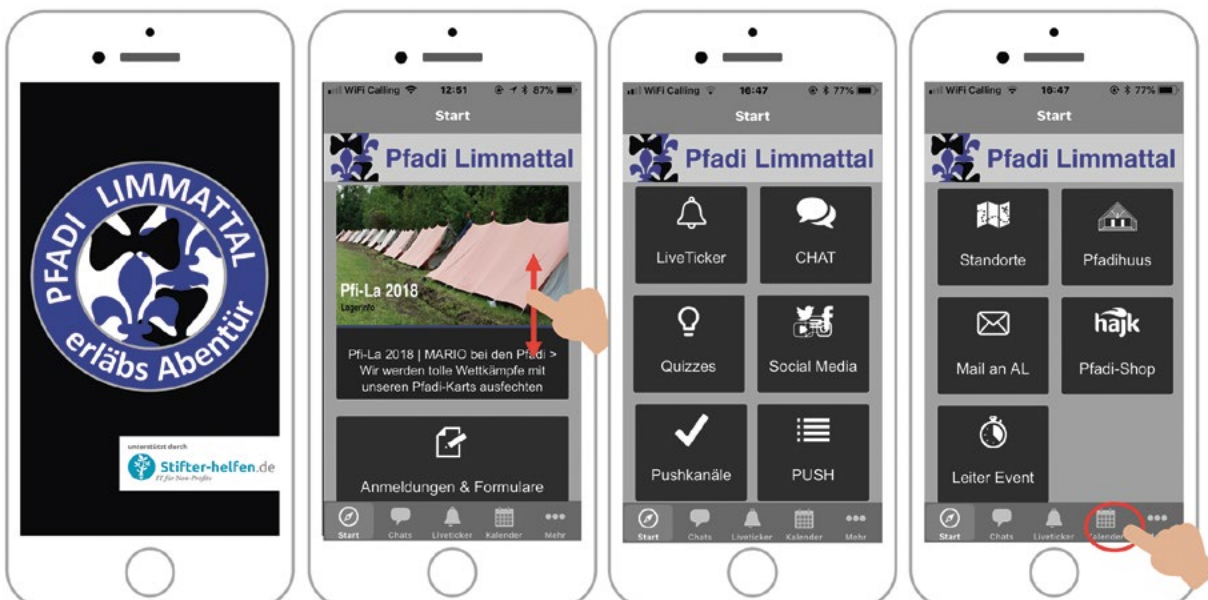 PFADI LIMMATTAL
erläbs Abentür
unterstützt durch
Stifter-helfen.de
IT für Non-Profits
WiFi Calling 12:51 87%
Start
Pfadi Limmattal
Pfi-La 2018
Lagerinfo
Pfi-La 2018 | MARIO bei den Pfadi >
Wir werden tolle Wettkämpfe mit
unseren Pfadi-Karts ausfechten
Anmeldungen & Formulare
Start Chats Liveticker Kalender Mehr
WiFi Calling 16:47 77%
Start
Pfadi Limmattal
LiveTicker CHAT
Quizzes Social Media
Pushkanäle PUSH
Start Chats Liveticker Kalender Mehr
WiFi Calling 16:47 77%
Start
Pfadi Limmattal
Standorte Pfadihuus
hajk
Mail an AL Pfadi-Shop
Leiter Event
Start Chats Liveticker Kalender